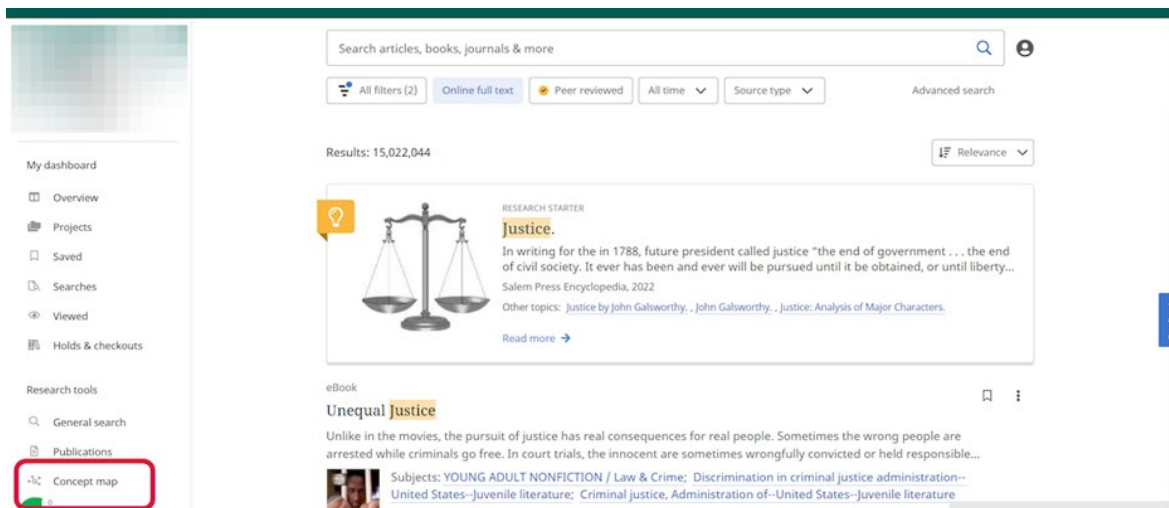 Search articles, books, journals & more
All filters (2)
Online full text
Peer reviewed
All time
Source type
Advanced search
Results: 15,022,044
Relevance
My dashboard
Overview
Projects
Saved
Searches
Viewed
Holds & checkouts
Research tools
General search
Publications
Concept map
RESEARCH STARTER
Justice.
In writing for the in 1788, future president called justice "the end of government . . . the end
of civil society. It ever has been and ever will be pursued until it be obtained, or until liberty...
Salem Press Encyclopedia, 2022
Other topics: Justice by John Galsworthy. , John Galsworthy. , Justice: Analysis of Major Characters.
Read more
eBook
Unequal Justice
Unlike in the movies, the pursuit of justice has real consequences for real people. Sometimes the wrong people are
arrested while criminals go free. In court trials, the innocent are sometimes wrongfully convicted or held responsible...
Subjects: YOUNG ADULT NONFICTION / Law & Crime; Discrimination in criminal justice administration--
United States--Juvenile literature; Criminal justice, Administration of--United States--Juvenile literature